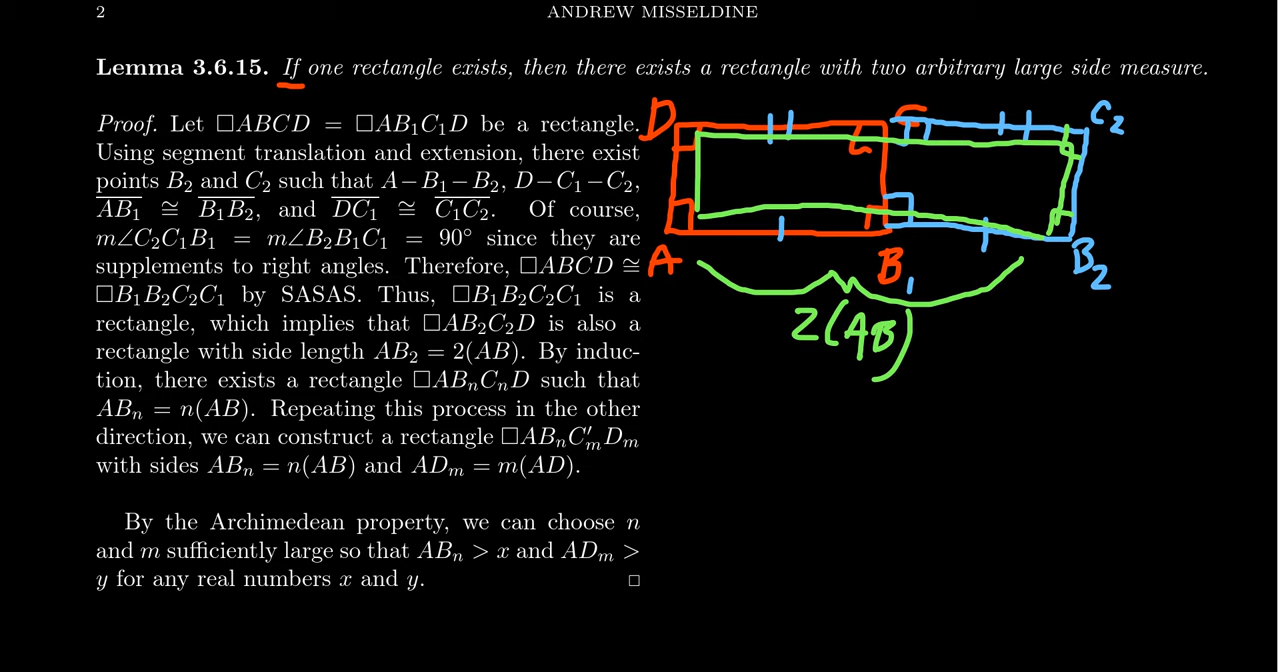 2 ANDREW MISSELDINE
Lemma 3.6.15. If one rectangle exists, then there exists a rectangle with two arbitrary large side measure.
Proof. Let □ABCD = □AB₁C₁D be a rectangle.
Using segment translation and extension, there exist
points B₂ and C₂ such that A−B₁−B₂, D−C₁−C₂,
A̅B̅₁ ≅ B̅₁B̅₂, and D̅C̅₁ ≅ C̅₁C̅₂. Of course,
m∠C₂C₁B₁ = m∠B₂B₁C₁ = 90° since they are
supplements to right angles. Therefore, □ABCD ≅
□B₁B₂C₂C₁ by SASAS. Thus, □B₁B₂C₂C₁ is a
rectangle, which implies that □AB₂C₂D is also a
rectangle with side length AB₂ = 2(AB). By induc-
tion, there exists a rectangle □ABₙCₙD such that
ABₙ = n(AB). Repeating this process in the other
direction, we can construct a rectangle □ABₙC′ₘDₘ
with sides ABₙ = n(AB) and ADₘ = m(AD).
By the Archimedean property, we can choose n
and m sufficiently large so that ABₙ > x and ADₘ >
y for any real numbers x and y. □
D C C₂
A B₁ B₂
2(AB)